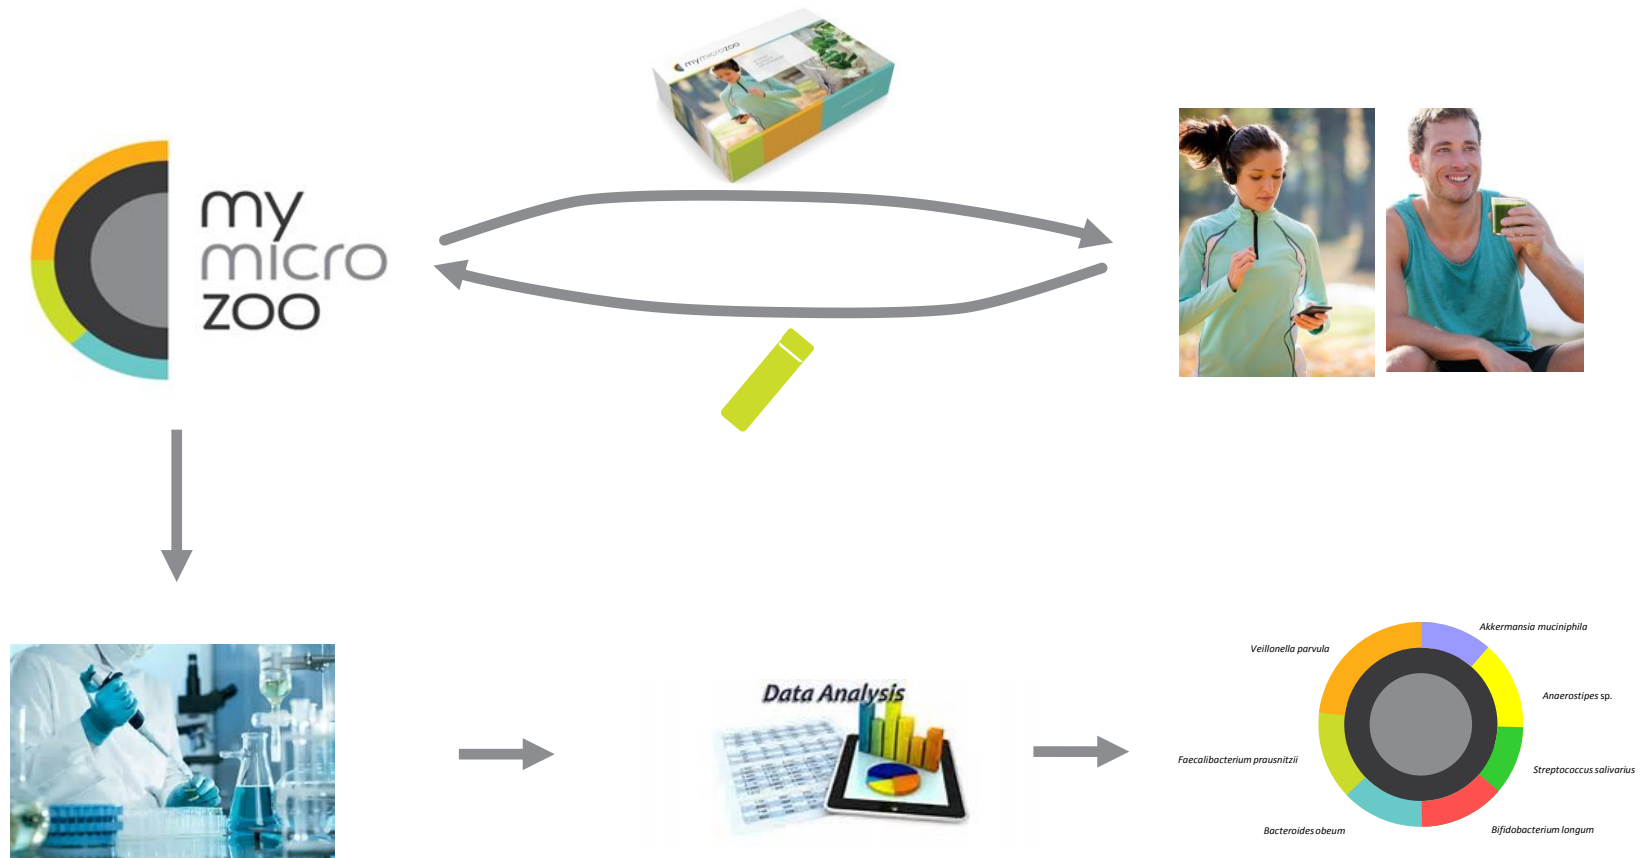 mymicrozoo
my
micro
zoo
Data Analysis
Akkermansia muciniphila
Veillonella parvula
Anaerostipes sp.
Faecalibacterium prausnitzii
Streptococcus salivarius
Bacteroides obeum
Bifidobacterium longum